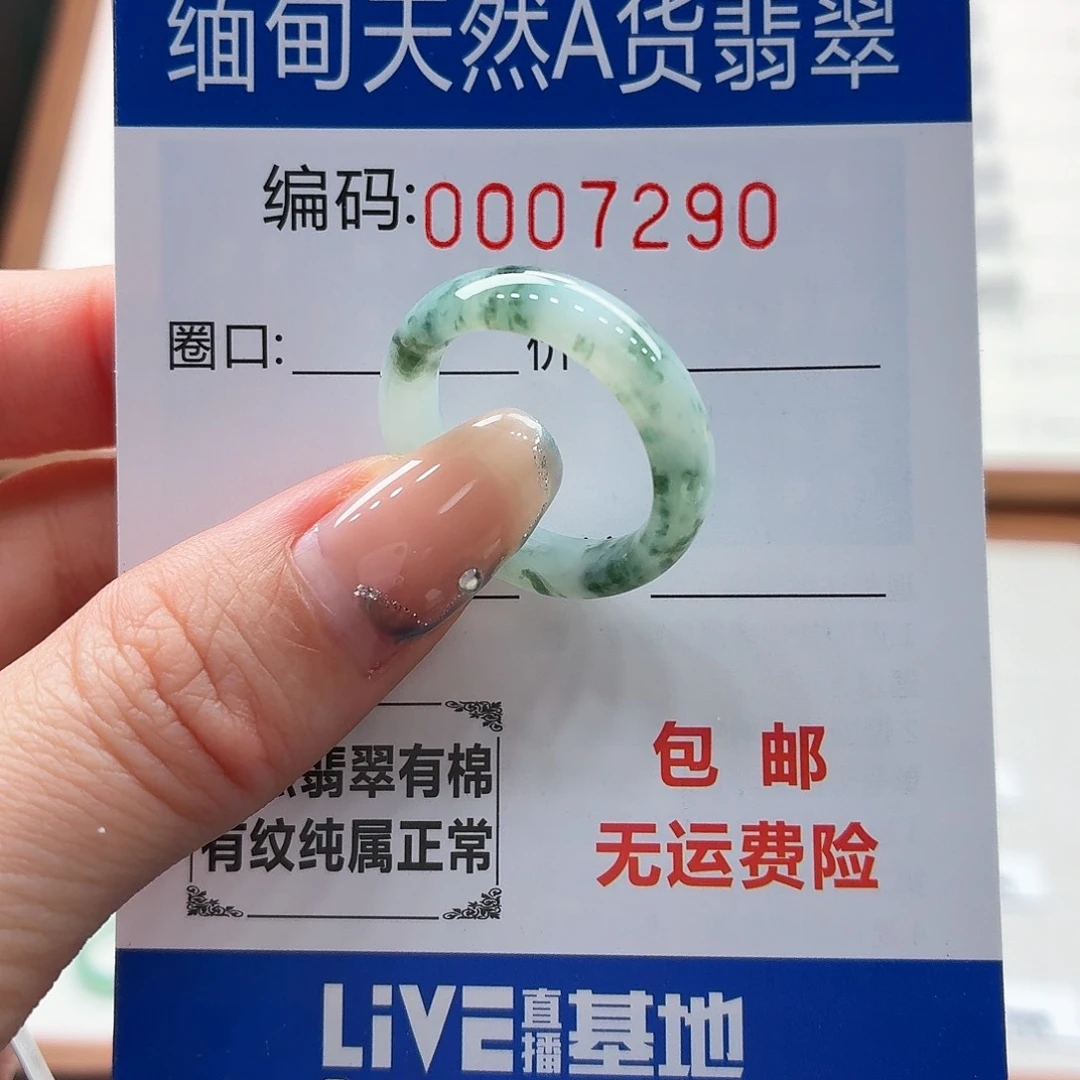 缅甸天然A货翡翠
编码:0007290
圈口:
翡翠有棉
有纹纯属正常
包 邮
无运费险
LiVE直播基地